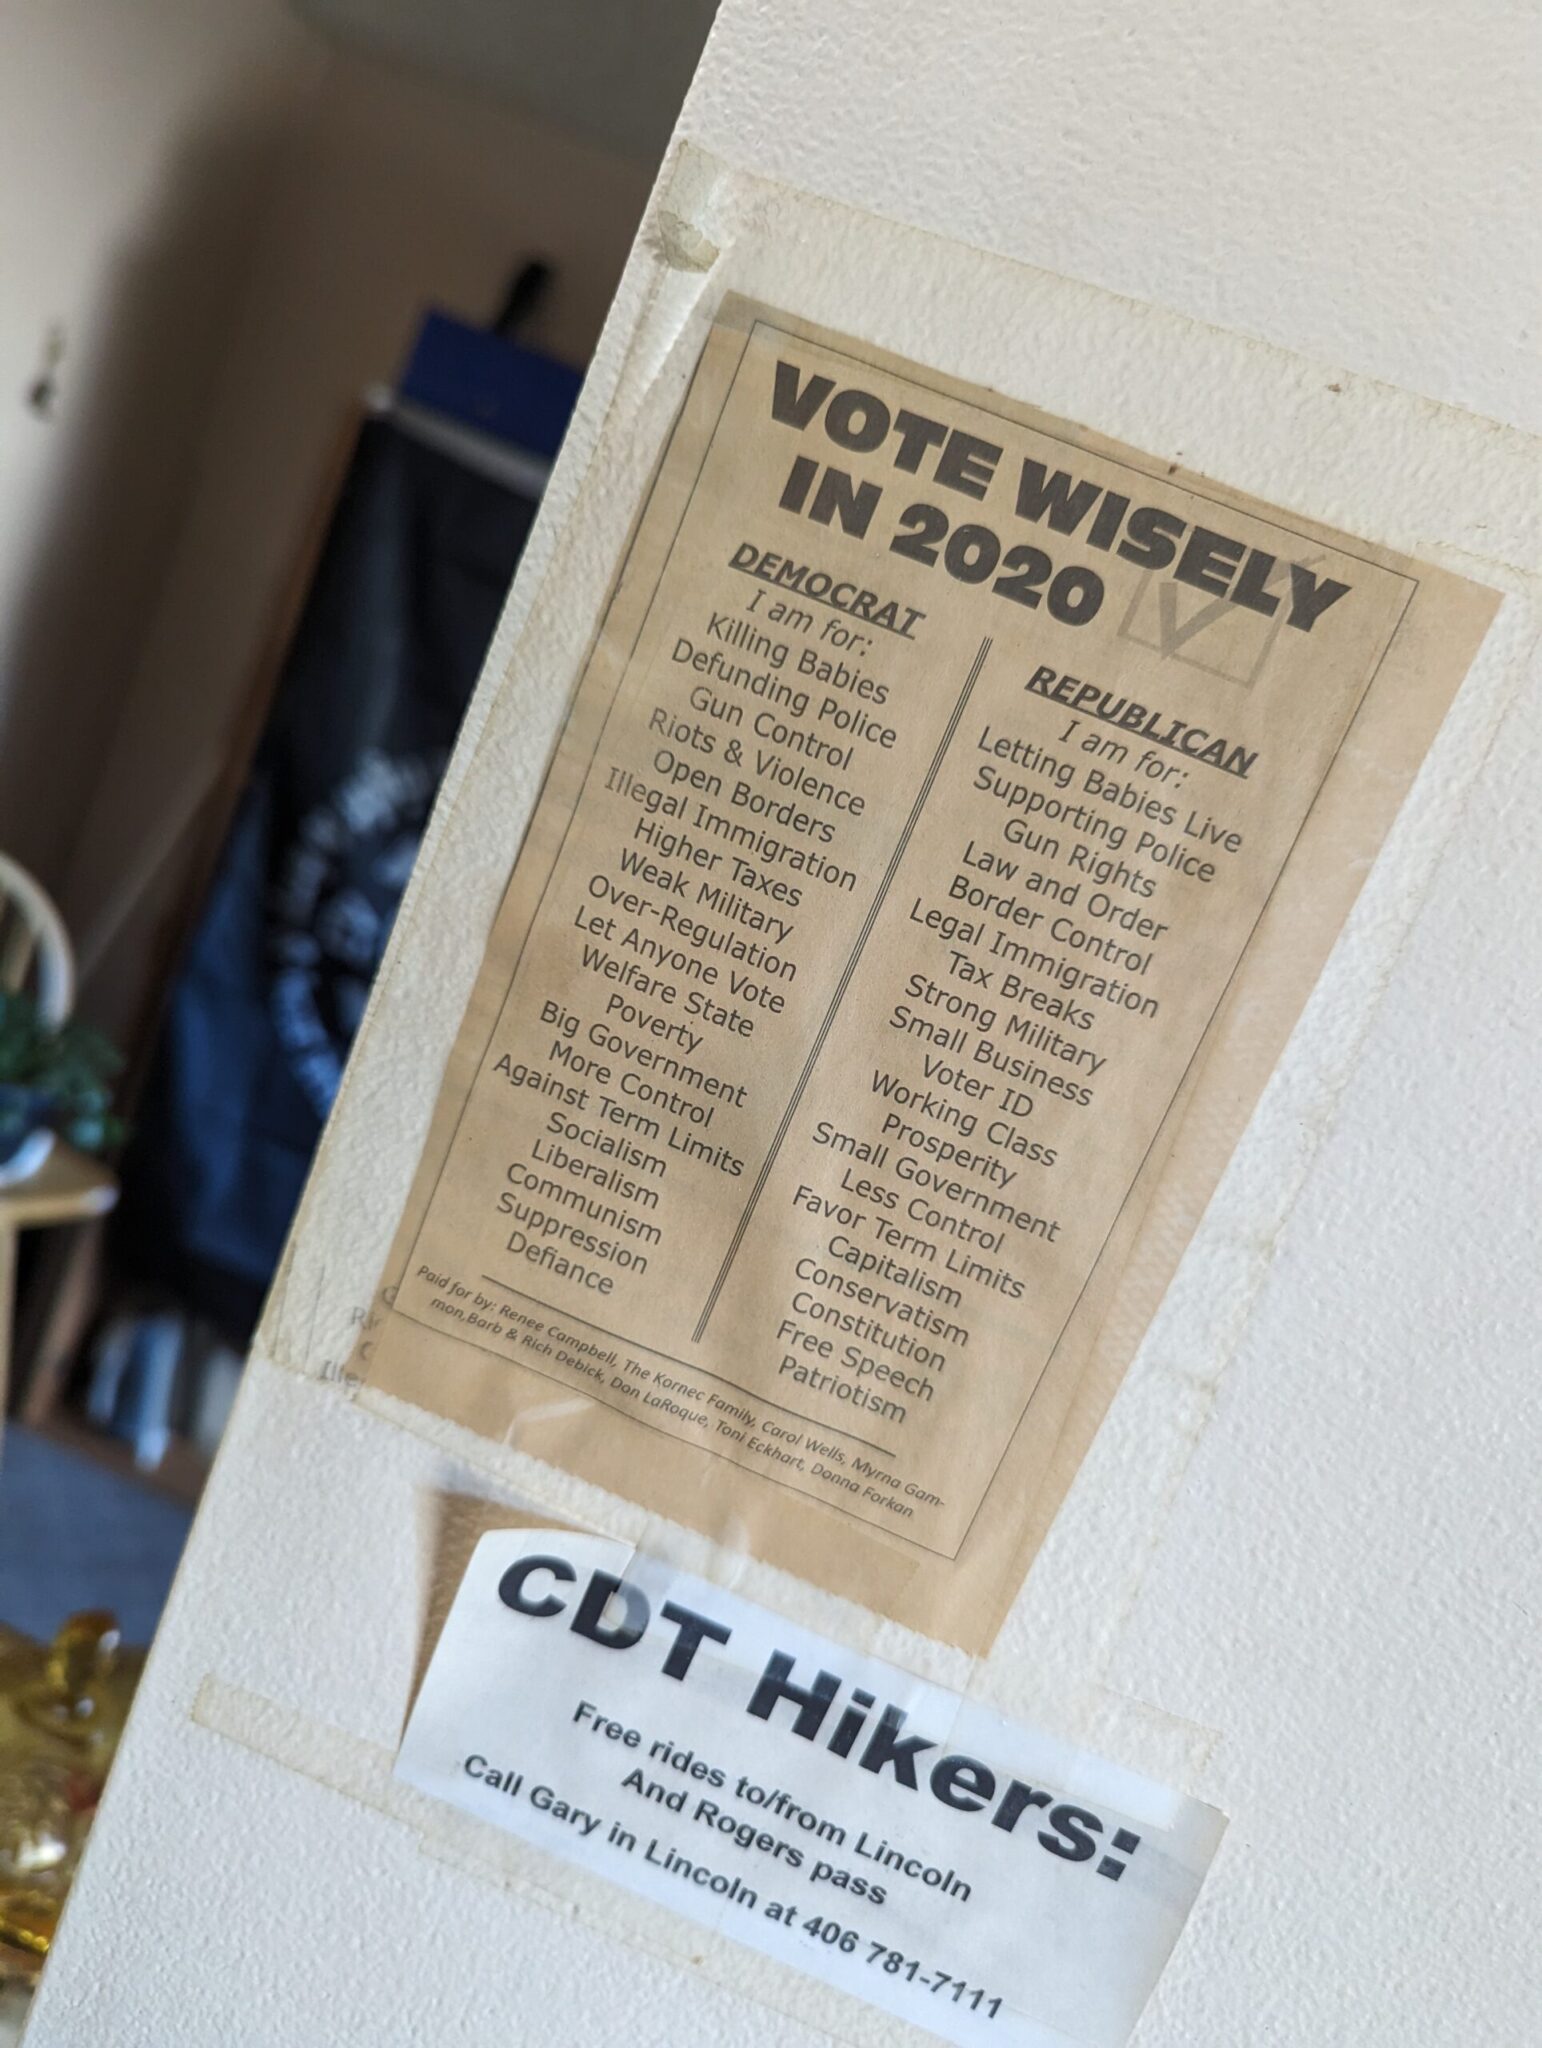 VOTE WISELY
IN 2020
DEMOCRAT
I am for:
Killing Babies
Defunding Police
Gun Control
Riots & Violence
Open Borders
Illegal Immigration
Higher Taxes
Weak Military
Over-Regulation
Let Anyone Vote
Welfare State
Poverty
Big Government
More Control
Against Term Limits
Socialism
Liberalism
Communism
Suppression
Defiance
REPUBLICAN
I am for:
Letting Babies Live
Supporting Police
Gun Rights
Law and Order
Border Control
Legal Immigration
Tax Breaks
Strong Military
Small Business
Voter ID
Working Class
Prosperity
Small Government
Less Control
Favor Term Limits
Capitalism
Conservatism
Constitution
Free Speech
Patriotism
Paid for by: Renee Campbell, The Kornec Family, Carol Wells, Myrna Gam-
mon,Barb & Rich Debick, Don LaRoque, Toni Eckhart, Donna Forkan
CDT Hikers:
Free rides to/from Lincoln
And Rogers pass
Call Gary in Lincoln at 406 781-7111